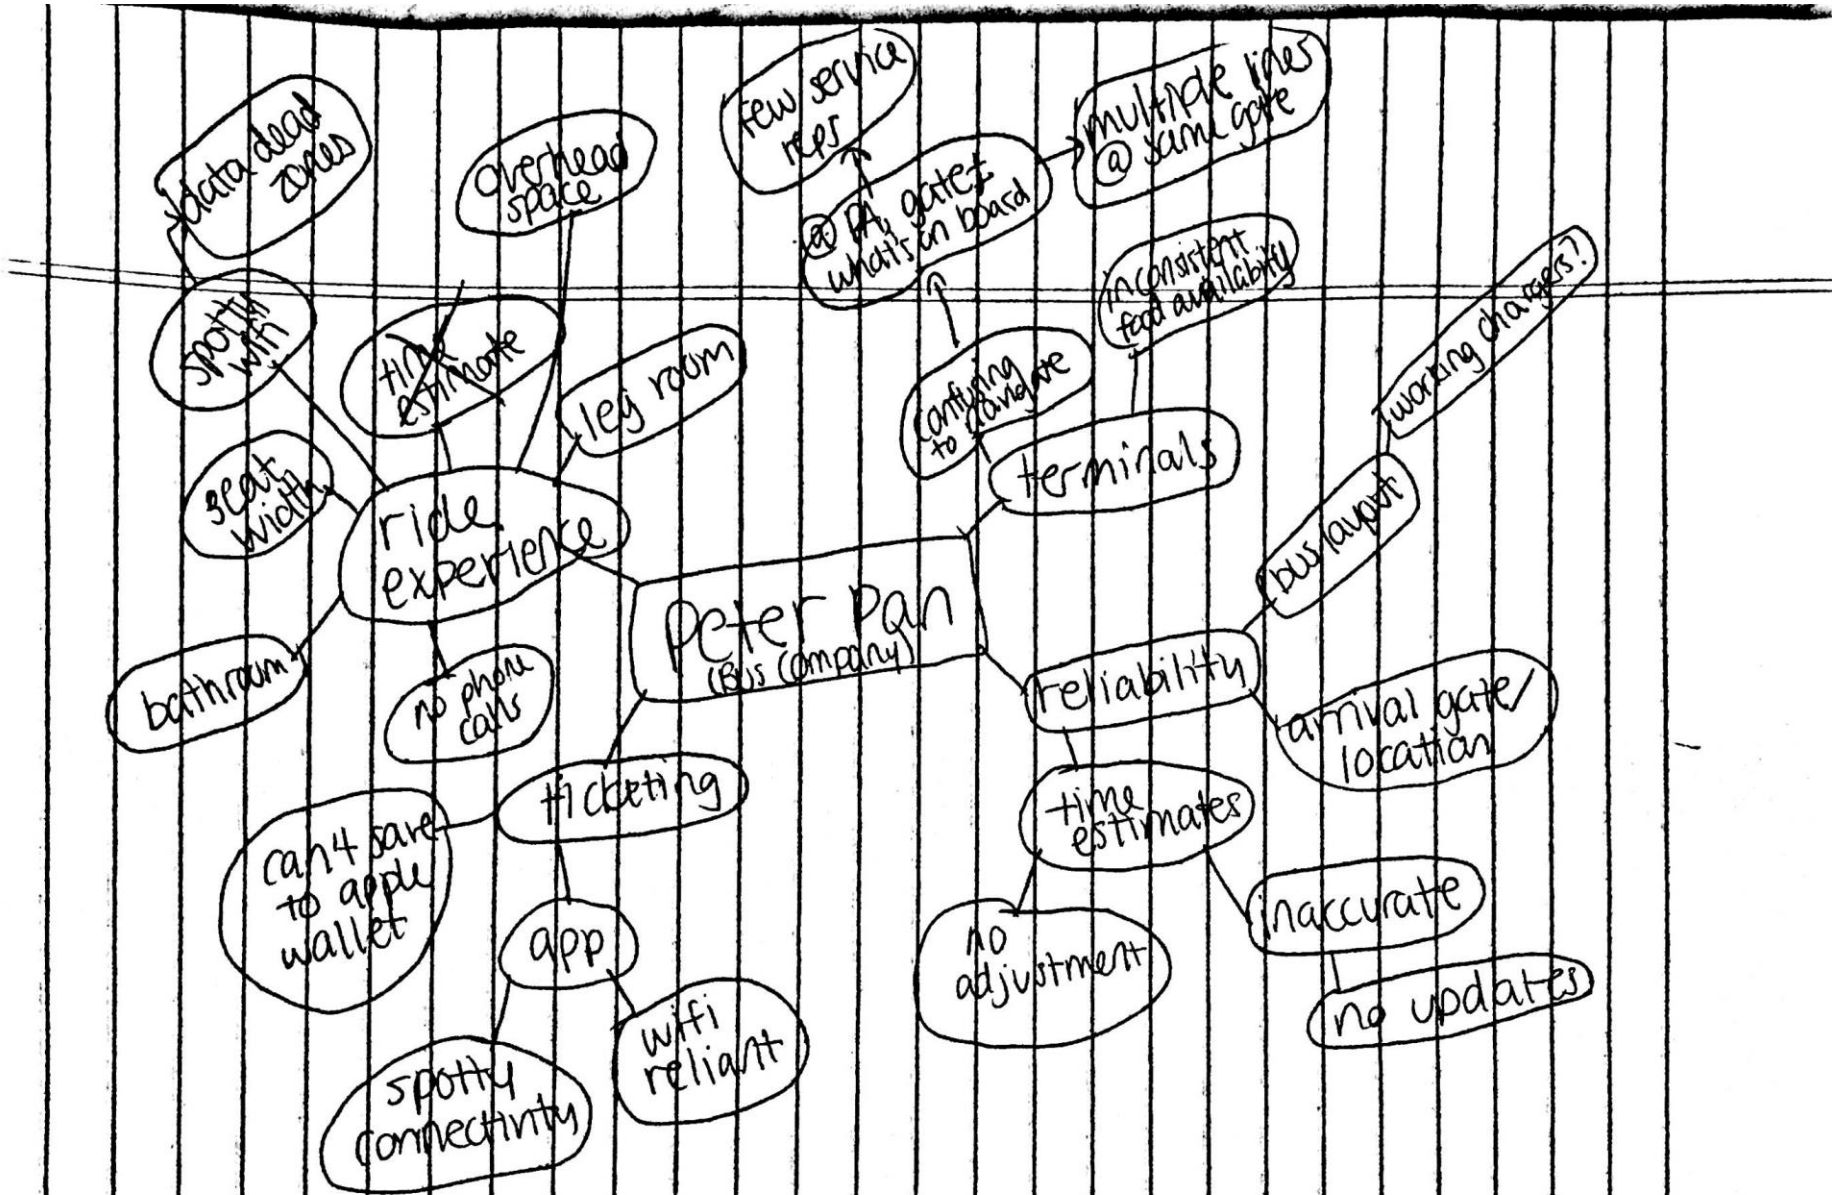 few service
reps
multiple lines
@ same gate
data dead
zones
overhead
space
@ PA, gate ≠
what's on board
inconsistent
food availability
working chargers?
spotty
wifi
time
estimate
leg room
confusing
to navigate
terminals
seat
width
ride
experience
bus layout
Peter Pan
(Bus Company)
reliability
bathroom
no phone
calls
arrival gate/
location
ticketing
time
estimates
can't save
to apple
wallet
app
inaccurate
no
adjustment
no updates
wifi
reliant
spotty
connectivity